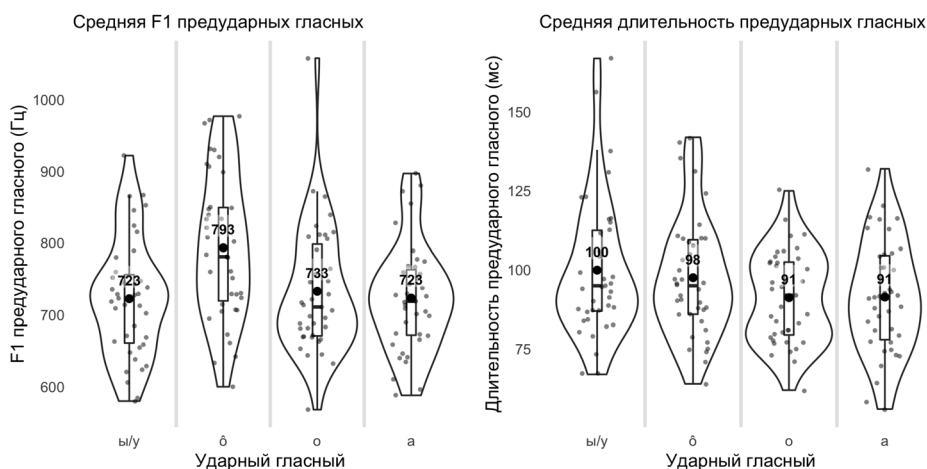 Средняя F1 предударных гласных
F1 предударного гласного (Гц)
1000
900
800
700
600
723
793
733
723
ы/у
ô
о
а
Ударный гласный
Средняя длительность предударных гласных
Длительность предударного гласного (мс)
150
125
100
75
100
98
91
91
ы/у
ô
о
а
Ударный гласный